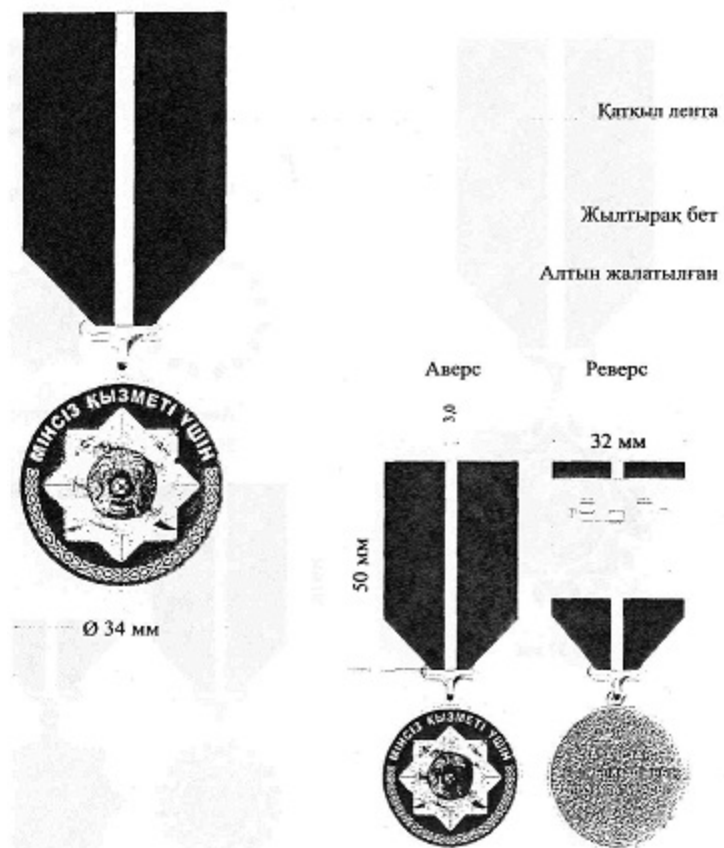 Қатқыл лента
Жылтырақ бет
Алтын жалатылған
Аверс Реверс
3,0
32 мм
МІНСІЗ ҚЫЗМЕТІ ҮШІН
50 мм
Ø 34 мм
МІНСІЗ ҚЫЗМЕТІ ҮШІН